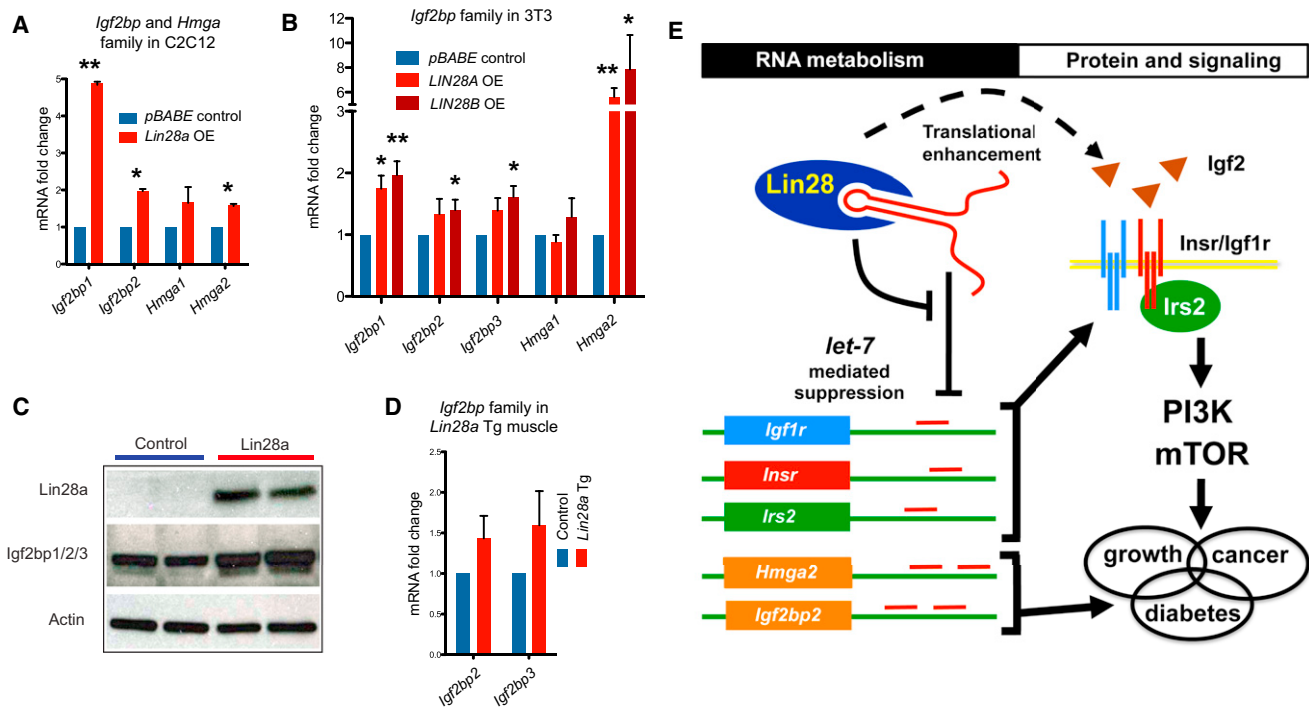 A
Igf2bp and Hmga
family in C2C12
mRNA fold change
5
4
3
2
1
0
**
*
*
pBABE control
Lin28a OE
Igf2bp1
Igf2bp2
Hmga1
Hmga2
B
Igf2bp family in 3T3
mRNA fold change
12
10
8
6
3
2
1
0
pBABE control
LIN28A OE
LIN28B OE
*
**
*
*
**
*
Igf2bp1
Igf2bp2
Igf2bp3
Hmga1
Hmga2
C
Control
Lin28a
Lin28a
Igf2bp1/2/3
Actin
D
Igf2bp family in
Lin28a Tg muscle
mRNA fold change
2.5
2.0
1.5
1.0
0.5
0.0
Control
Lin28a Tg
Igf2bp2
Igf2bp3
E
RNA metabolism
Protein and signaling
Translational
enhancement
Lin28
Igf2
Insr/Igf1r
Irs2
let-7
mediated
suppression
PI3K
mTOR
Igf1r
Insr
Irs2
Hmga2
Igf2bp2
growth
cancer
diabetes